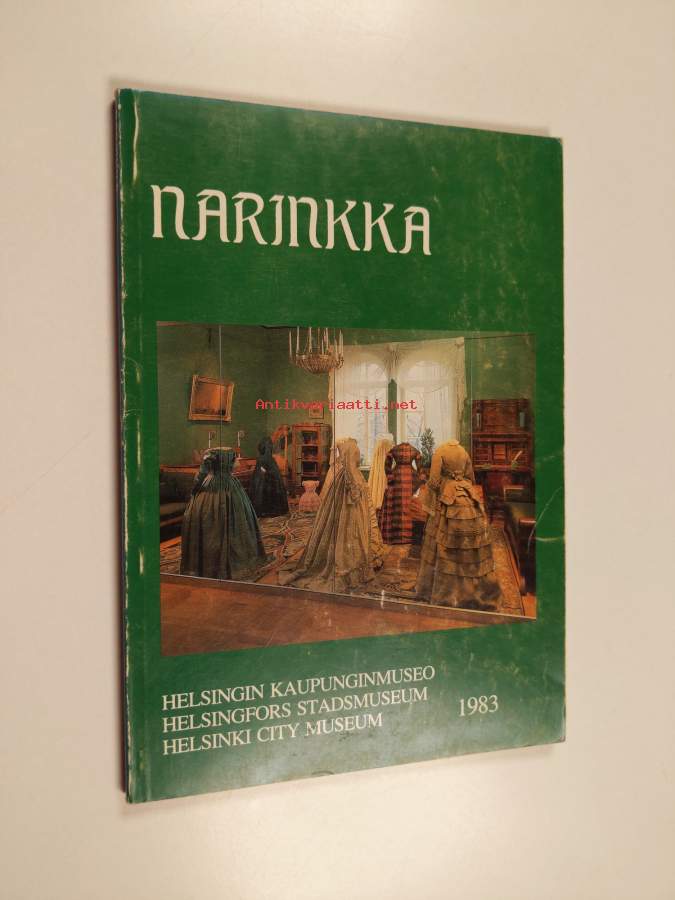 NARINKKA
Antikvariaatti.net
HELSINGIN KAUPUNGINMUSEO
HELSINGFORS STADSMUSEUM
HELSINKI CITY MUSEUM
1983